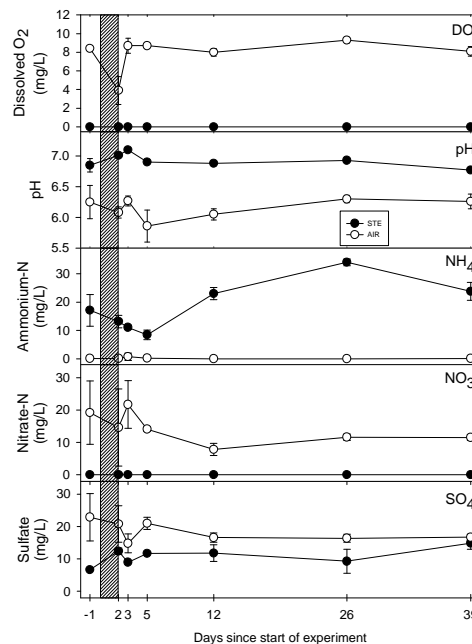 12
10
8
6
4
2
0
Dissolved O2
(mg/L)
DO
7.0
6.5
6.0
5.5
pH
pH
STE
AIR
30
20
10
0
Ammonium-N
(mg/L)
NH4
30
20
10
0
Nitrate-N
(mg/L)
NO3
30
20
10
0
Sulfate
(mg/L)
SO4
-1 2 3 5 12 26 39
Days since start of experiment